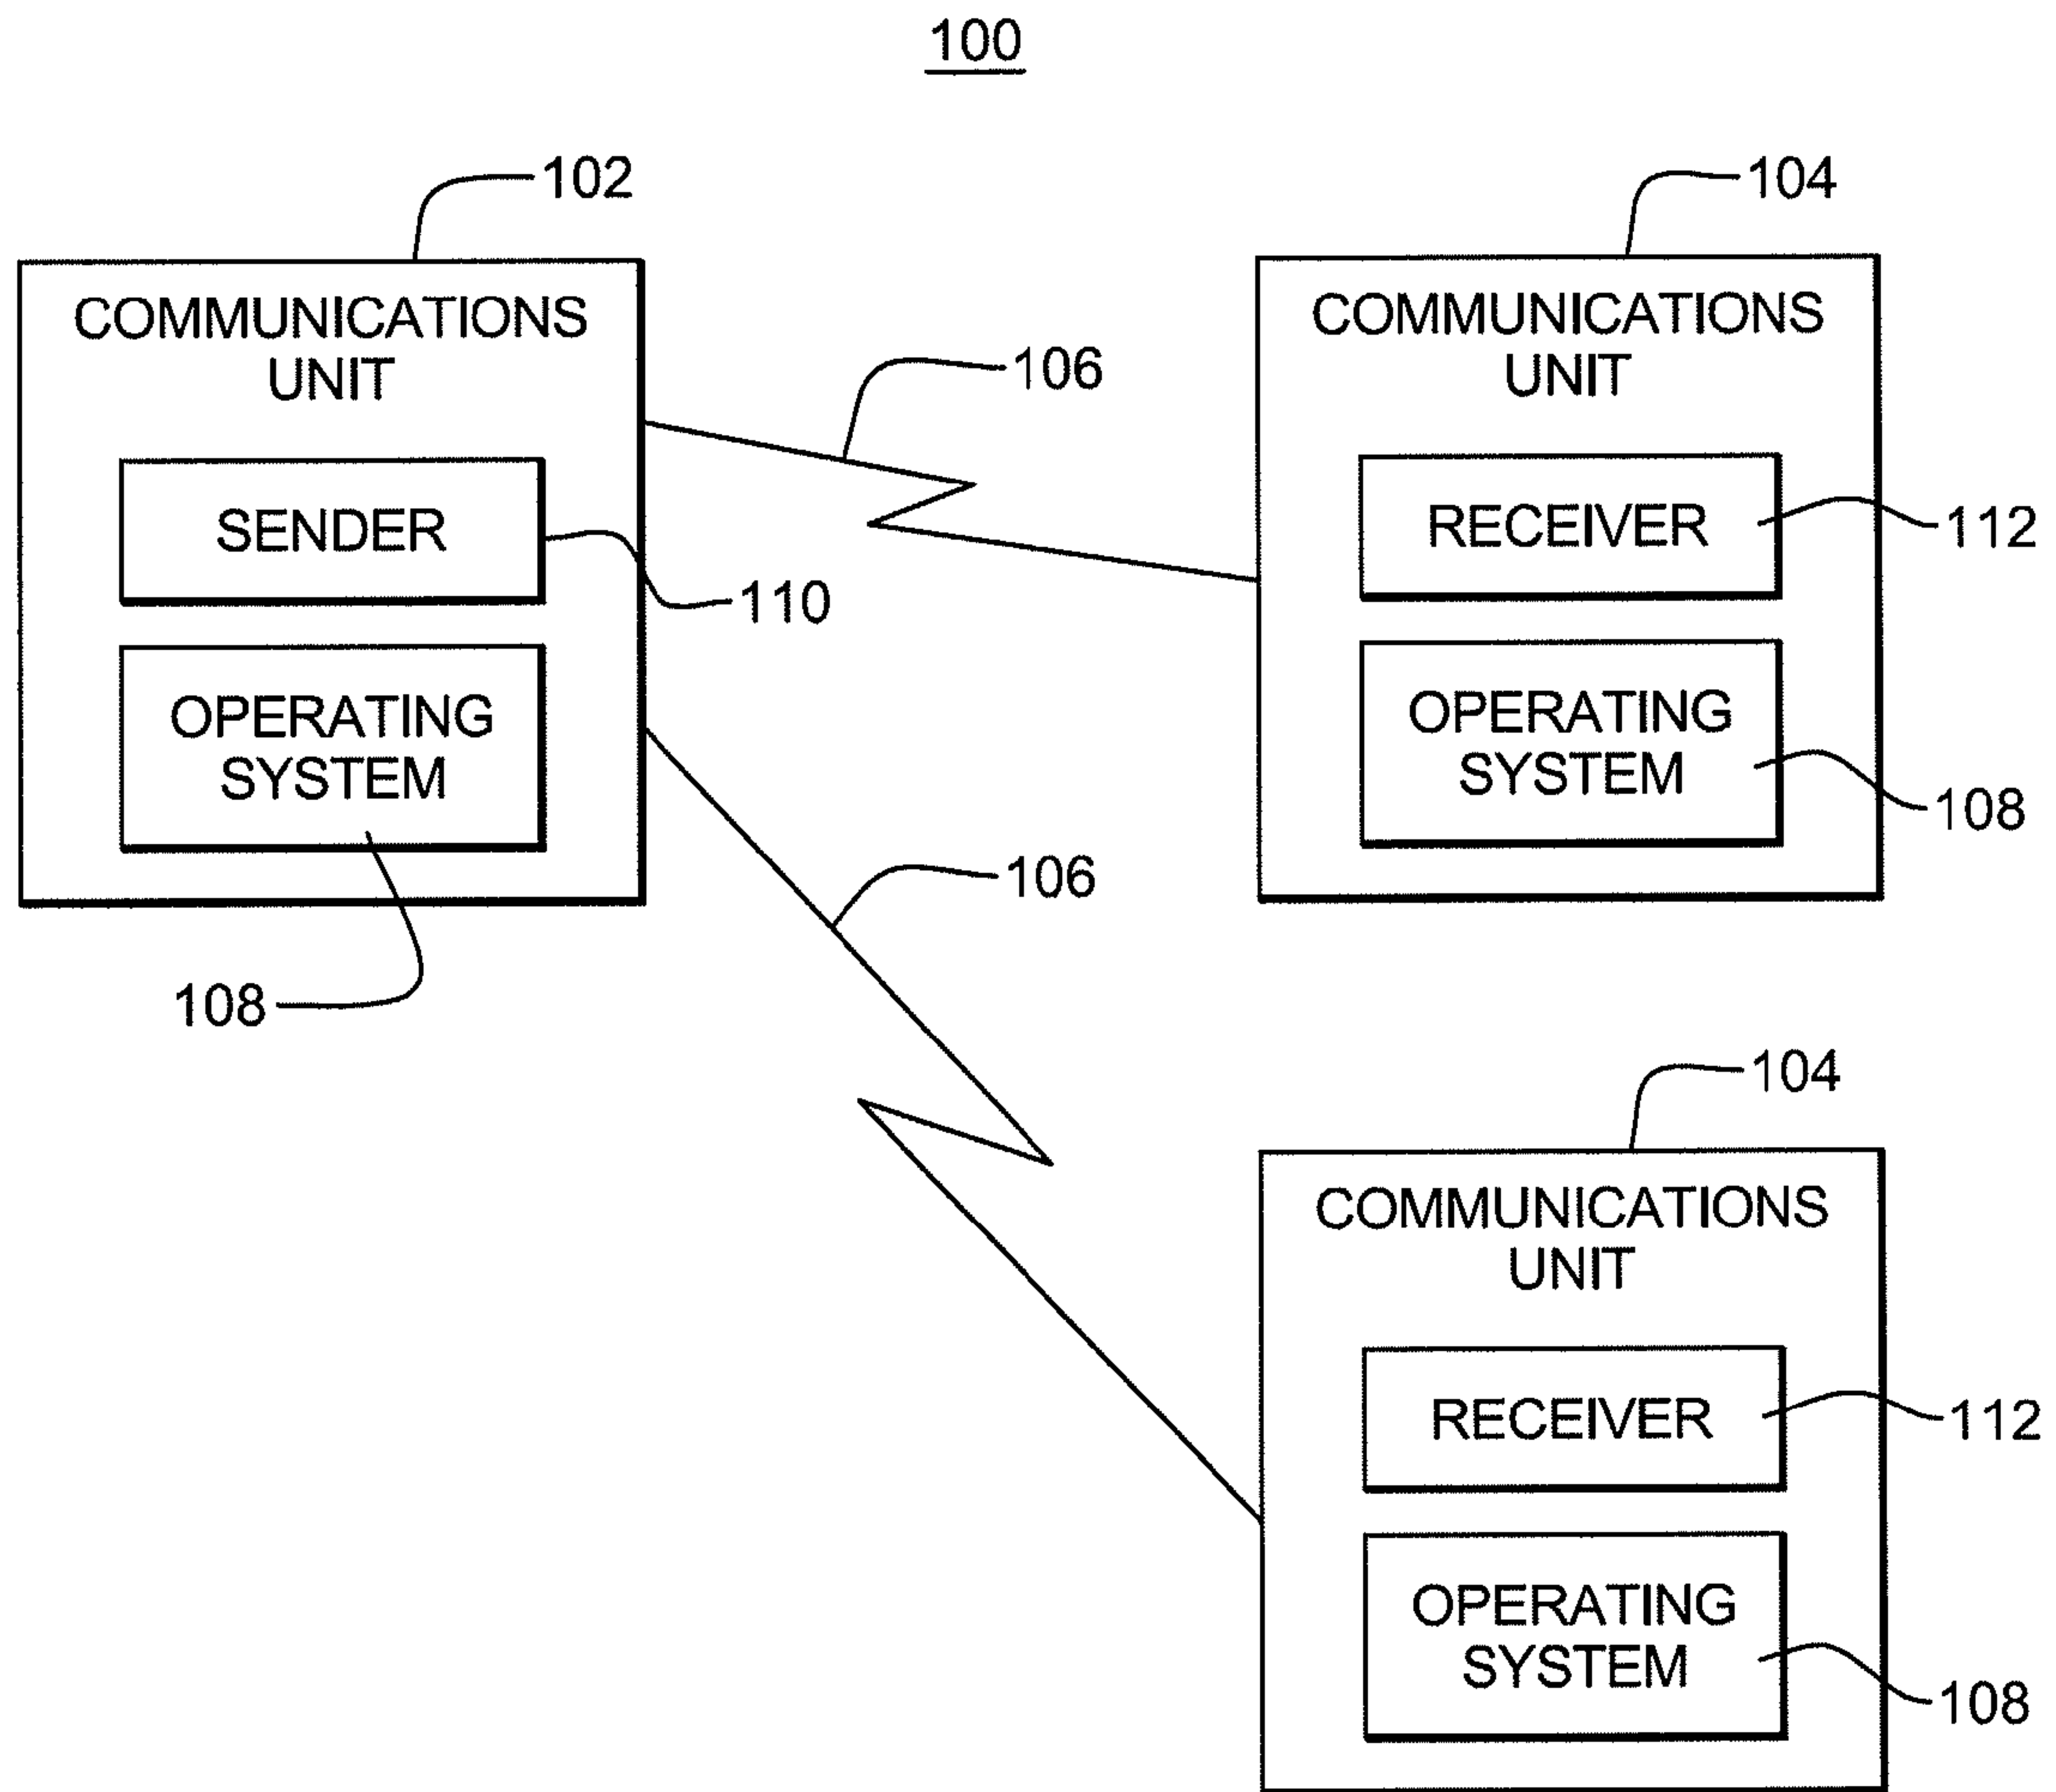 100
102
COMMUNICATIONS
UNIT
SENDER
110
OPERATING
SYSTEM
108
106
106
104
COMMUNICATIONS
UNIT
RECEIVER
112
OPERATING
SYSTEM
108
104
COMMUNICATIONS
UNIT
RECEIVER
112
OPERATING
SYSTEM
108